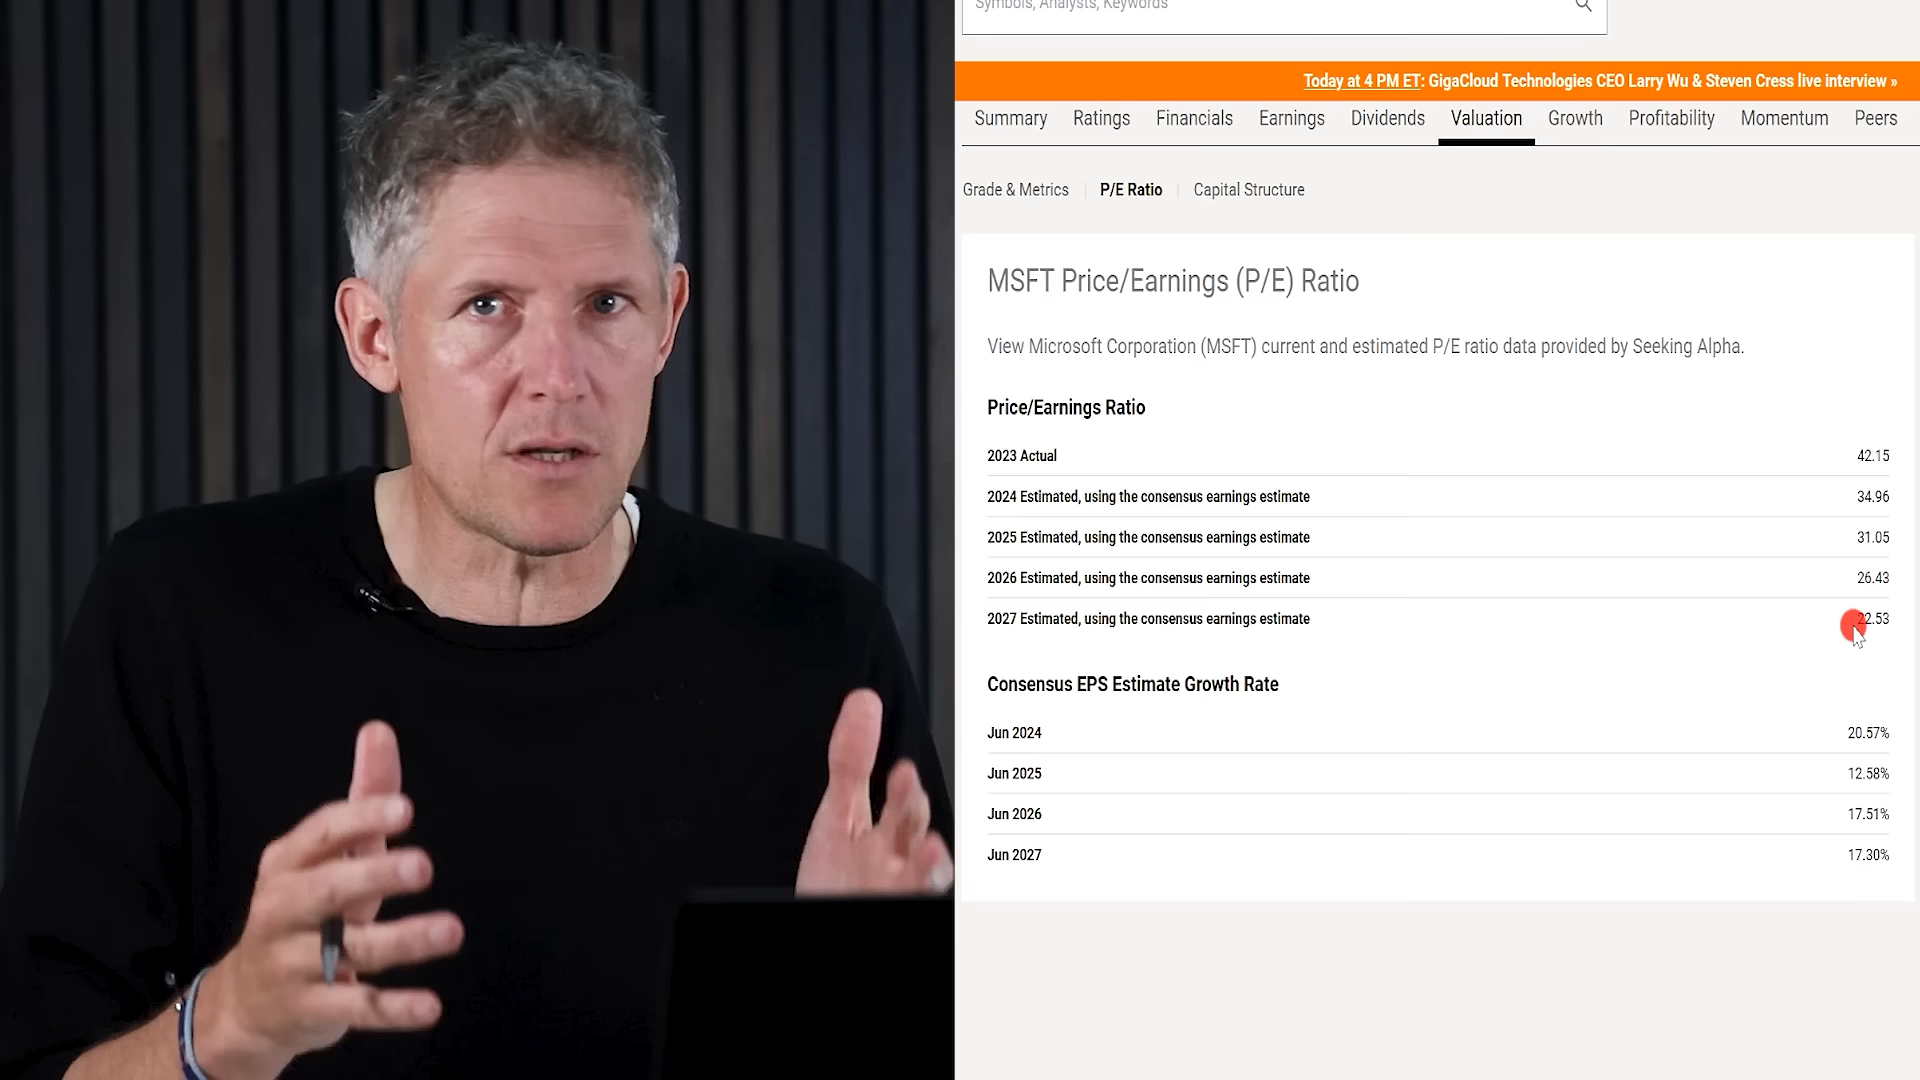 Symbols, Analysts, Keywords
Today at 4 PM ET: GigaCloud Technologies CEO Larry Wu & Steven Cress live interview »
Summary Ratings Financials Earnings Dividends Valuation Growth Profitability Momentum Peers
Grade & Metrics P/E Ratio Capital Structure
MSFT Price/Earnings (P/E) Ratio
View Microsoft Corporation (MSFT) current and estimated P/E ratio data provided by Seeking Alpha.
Price/Earnings Ratio
2023 Actual 42.15
2024 Estimated, using the consensus earnings estimate 34.96
2025 Estimated, using the consensus earnings estimate 31.05
2026 Estimated, using the consensus earnings estimate 26.43
2027 Estimated, using the consensus earnings estimate 22.53
Consensus EPS Estimate Growth Rate
Jun 2024 20.57%
Jun 2025 12.58%
Jun 2026 17.51%
Jun 2027 17.30%